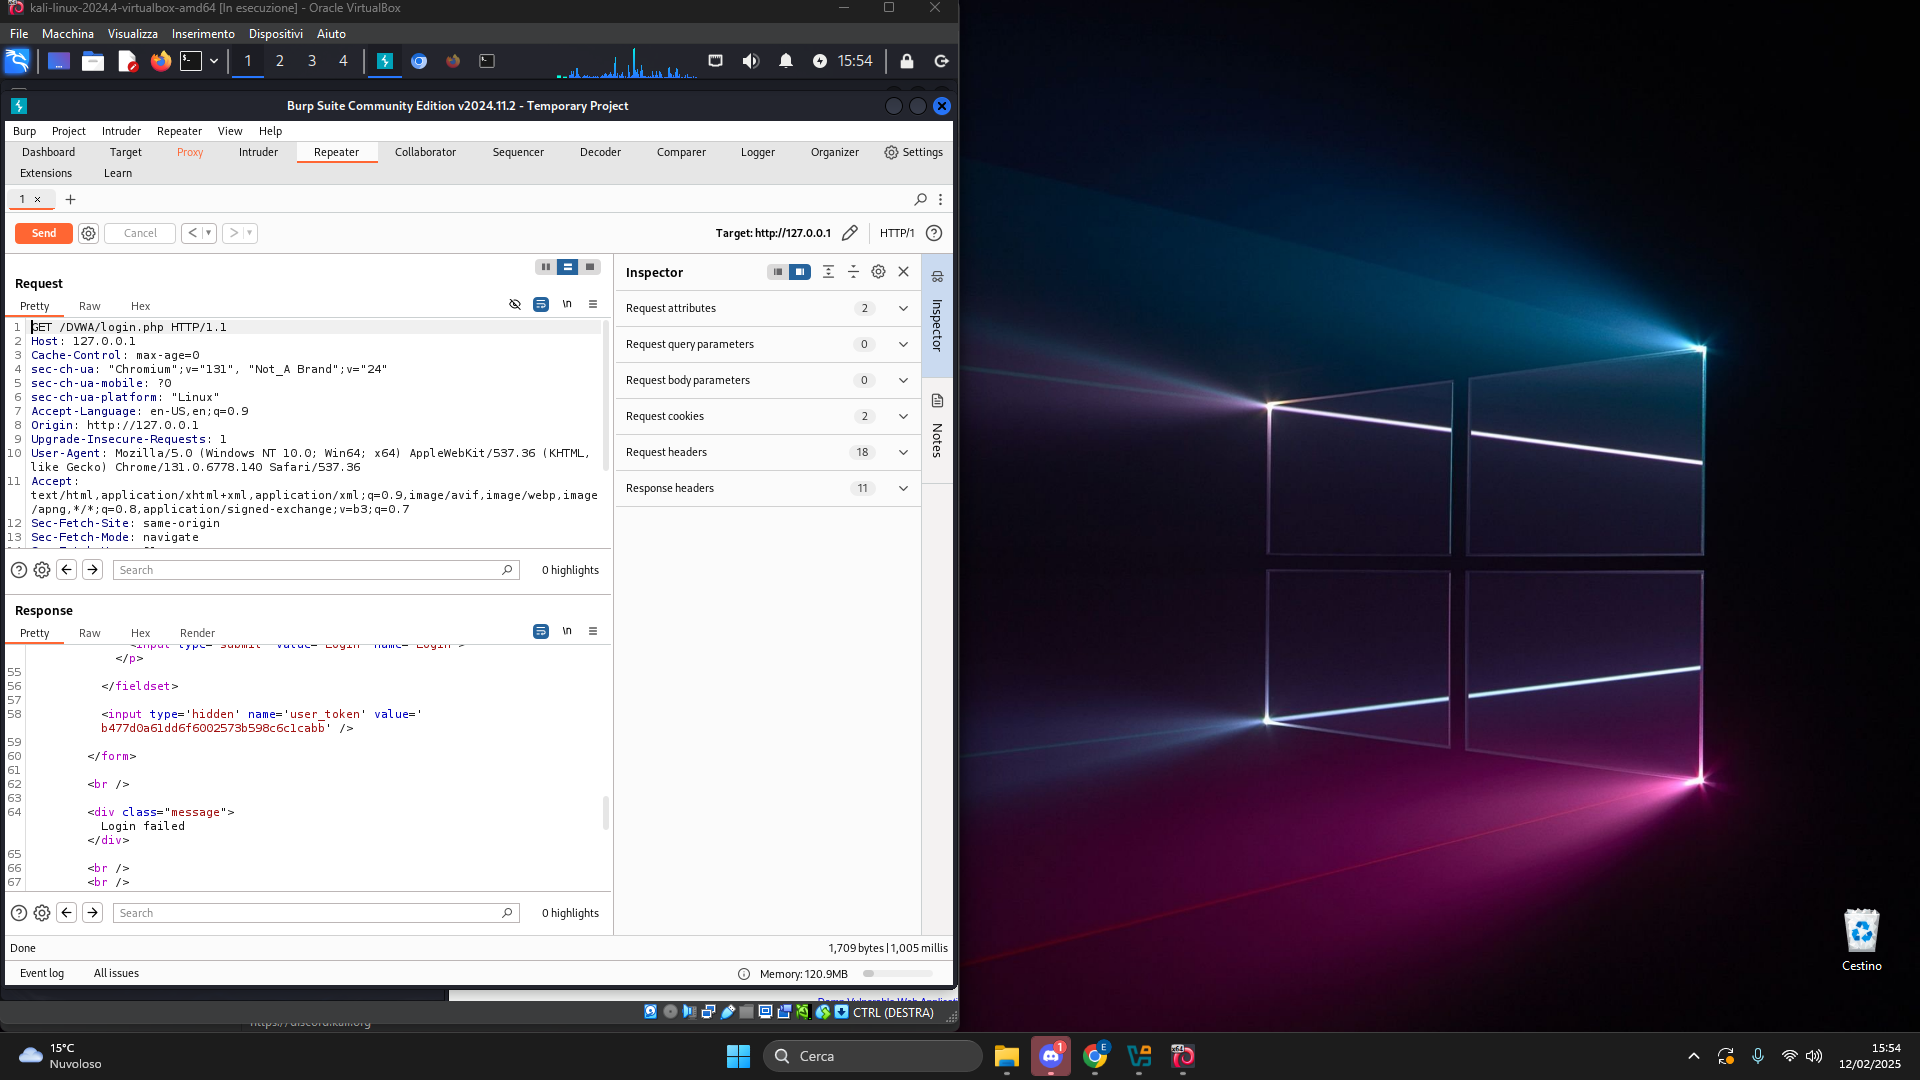 kali-linux-2024.4-virtualbox-amd64 [In esecuzione] - Oracle VirtualBox
File Macchina Visualizza Inserimento Dispositivi Aiuto
1 2 3 4 15:54
Burp Suite Community Edition v2024.11.2 - Temporary Project
Burp Project Intruder Repeater View Help
Dashboard Target Proxy Intruder Repeater Collaborator Sequencer Decoder Comparer Logger Organizer Settings
Extensions Learn
1 × +
Send Cancel < > Target: http://127.0.0.1 HTTP/1
Request
Pretty Raw Hex \n
1 GET /DVWA/login.php HTTP/1.1
2 Host: 127.0.0.1
3 Cache-Control: max-age=0
4 sec-ch-ua: "Chromium";v="131", "Not_A Brand";v="24"
5 sec-ch-ua-mobile: ?0
6 sec-ch-ua-platform: "Linux"
7 Accept-Language: en-US,en;q=0.9
8 Origin: http://127.0.0.1
9 Upgrade-Insecure-Requests: 1
10 User-Agent: Mozilla/5.0 (Windows NT 10.0; Win64; x64) AppleWebKit/537.36 (KHTML,
like Gecko) Chrome/131.0.6778.140 Safari/537.36
11 Accept:
text/html,application/xhtml+xml,application/xml;q=0.9,image/avif,image/webp,image
/apng,*/*;q=0.8,application/signed-exchange;v=b3;q=0.7
12 Sec-Fetch-Site: same-origin
13 Sec-Fetch-Mode: navigate
Search 0 highlights
Inspector
Request attributes 2
Request query parameters 0
Request body parameters 0
Request cookies 2
Request headers 18
Response headers 11
Inspector
Notes
Response
Pretty Raw Hex Render \n
<input type="submit" value="Login" name="Login">
</p>
55
56 </fieldset>
57
58 <input type='hidden' name='user_token' value='
b477d0a61dd6f6002573b598c6c1cabb' />
59
60 </form>
61
62 <br />
63
64 <div class="message">
Login failed
</div>
65
66 <br />
67 <br />
Search 0 highlights
Done 1,709 bytes | 1,005 millis
Event log All issues Memory: 120.9MB
CTRL (DESTRA)
https://discord.kali.org
Cestino
15°C
Nuvoloso
Cerca
1
E
15:54
12/02/2025